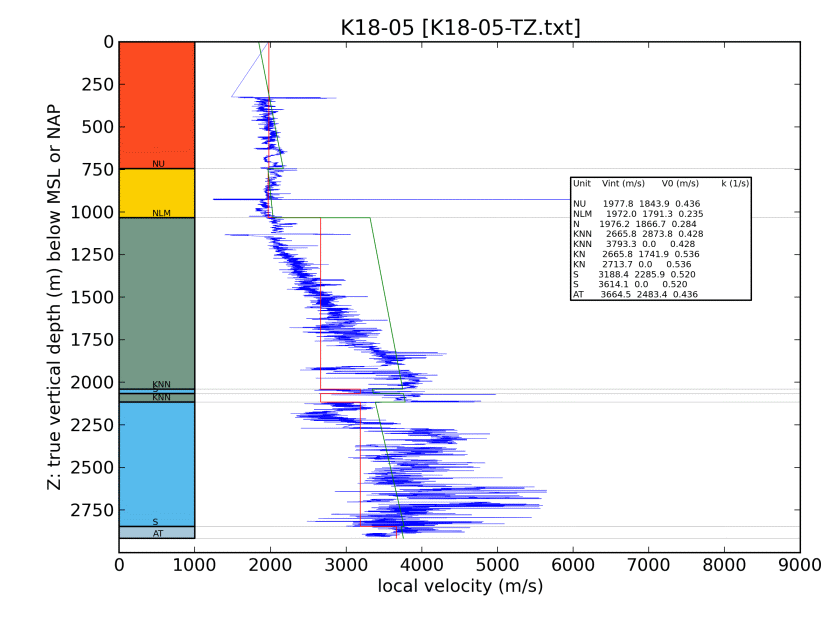 K18-05 [K18-05-TZ.txt]
0
250
500
750
1000
1250
1500
1750
2000
2250
2500
2750
Z: true vertical depth (m) below MSL or NAP
NU
NLM
KNN
S
KNN
S
AT
Unit Vint (m/s) V0 (m/s) k (1/s)
NU 1977.8 1843.9 0.436
NLM 1972.0 1791.3 0.235
N 1976.2 1866.7 0.284
KNN 2665.8 2873.8 0.428
KNN 3793.3 0.0 0.428
KN 2665.8 1741.9 0.536
KN 2713.7 0.0 0.536
S 3188.4 2285.9 0.520
S 3614.1 0.0 0.520
AT 3664.5 2483.4 0.436
0 1000 2000 3000 4000 5000 6000 7000 8000 9000
local velocity (m/s)